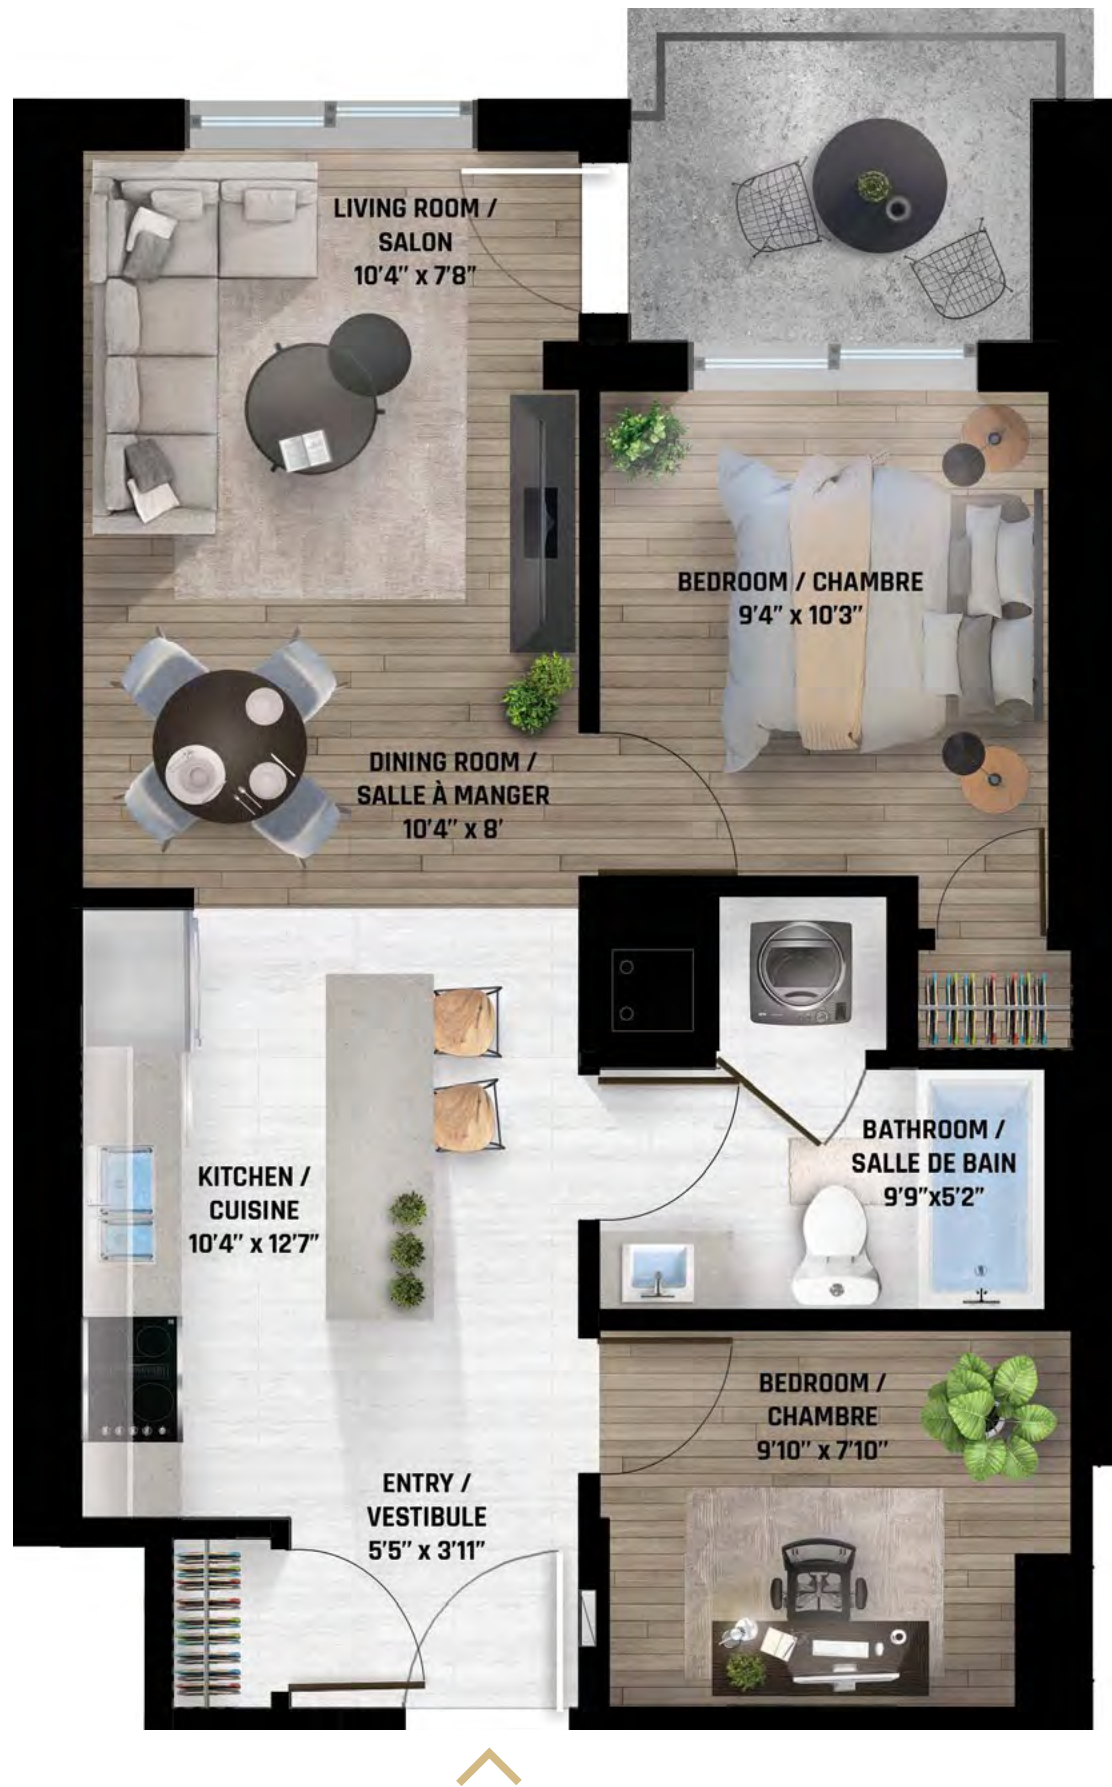 LIVING ROOM /
SALON
10'4" x 7'8"
BEDROOM / CHAMBRE
9'4" x 10'3"
DINING ROOM /
SALLE À MANGER
10'4" x 8'
BATHROOM /
SALLE DE BAIN
9'9"x5'2"
KITCHEN /
CUISINE
10'4" x 12'7"
BEDROOM /
CHAMBRE
9'10" x 7'10"
ENTRY /
VESTIBULE
5'5" x 3'11"